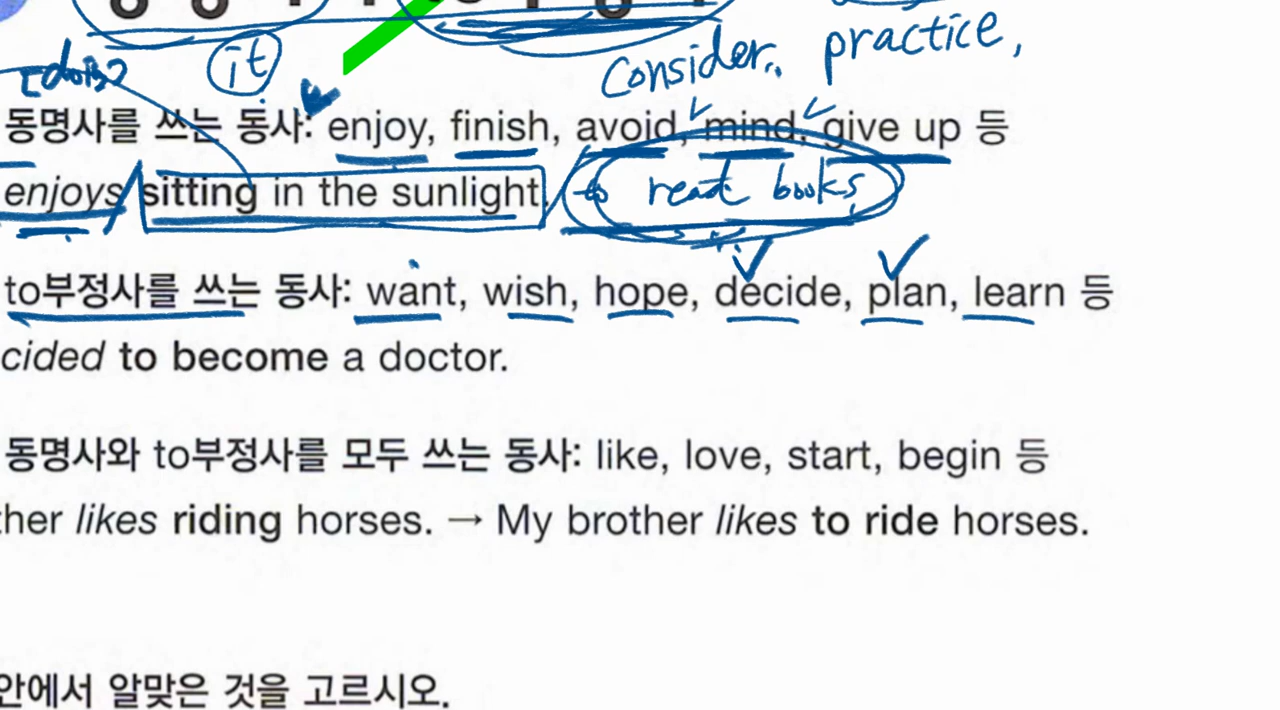 it
Consider, practice,
동명사를 쓰는 동사: enjoy, finish, avoid, mind, give up 등
enjoys sitting in the sunlight. to read books,
to부정사를 쓰는 동사: want, wish, hope, decide, plan, learn 등
cided to become a doctor.
동명사와 to부정사를 모두 쓰는 동사: like, love, start, begin 등
ther likes riding horses. → My brother likes to ride horses.
안에서 알맞은 것을 고르시오.